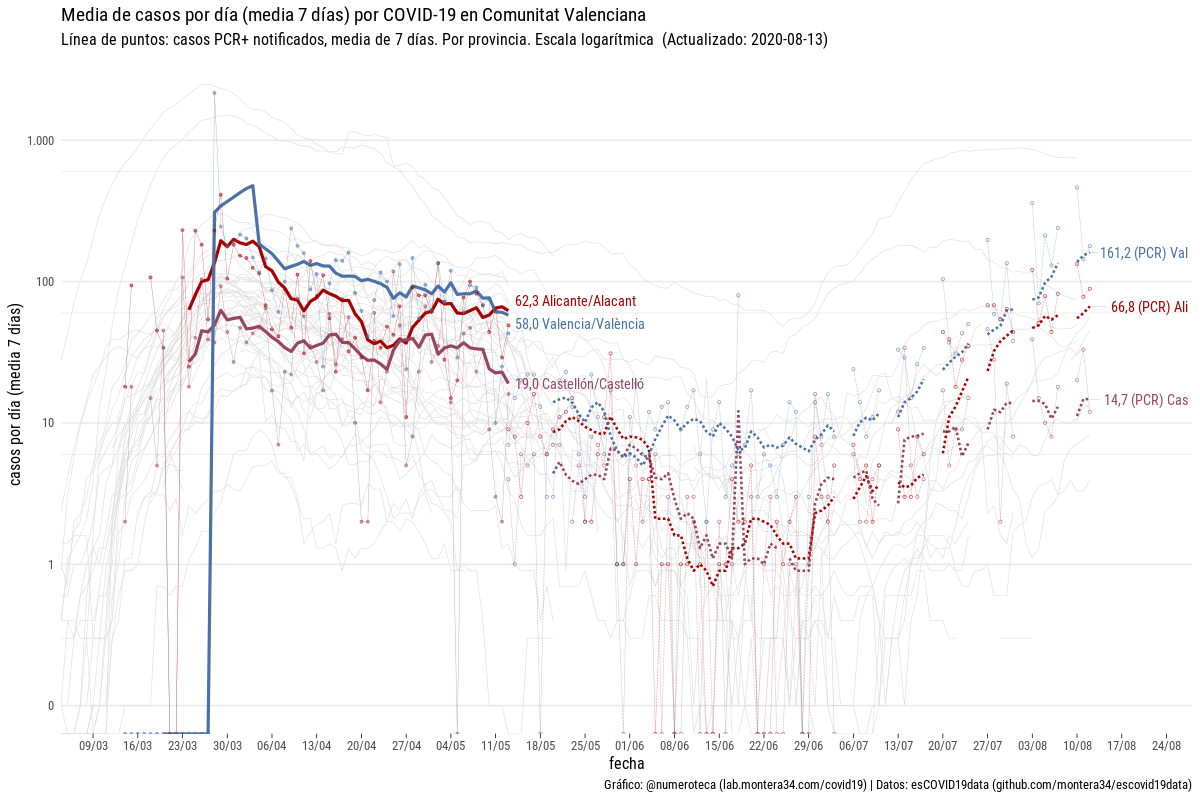 Media de casos por día (media 7 días) por COVID-19 en Comunitat Valenciana
Línea de puntos: casos PCR+ notificados, media de 7 días. Por provincia. Escala logarítmica (Actualizado: 2020-08-13)
casos por día (media 7 días)
1.000
100
10
1
0
62,3 Alicante/Alacant
58,0 Valencia/València
19,0 Castellón/Castelló
161,2 (PCR) Val
66,8 (PCR) Ali
14,7 (PCR) Cas
09/03 16/03 23/03 30/03 06/04 13/04 20/04 27/04 04/05 11/05 18/05 25/05 01/06 08/06 15/06 22/06 29/06 06/07 13/07 20/07 27/07 03/08 10/08 17/08 24/08
fecha
Gráfico: @numeroteca (lab.montera34.com/covid19) | Datos: esCOVID19data (github.com/montera34/escovid19data)